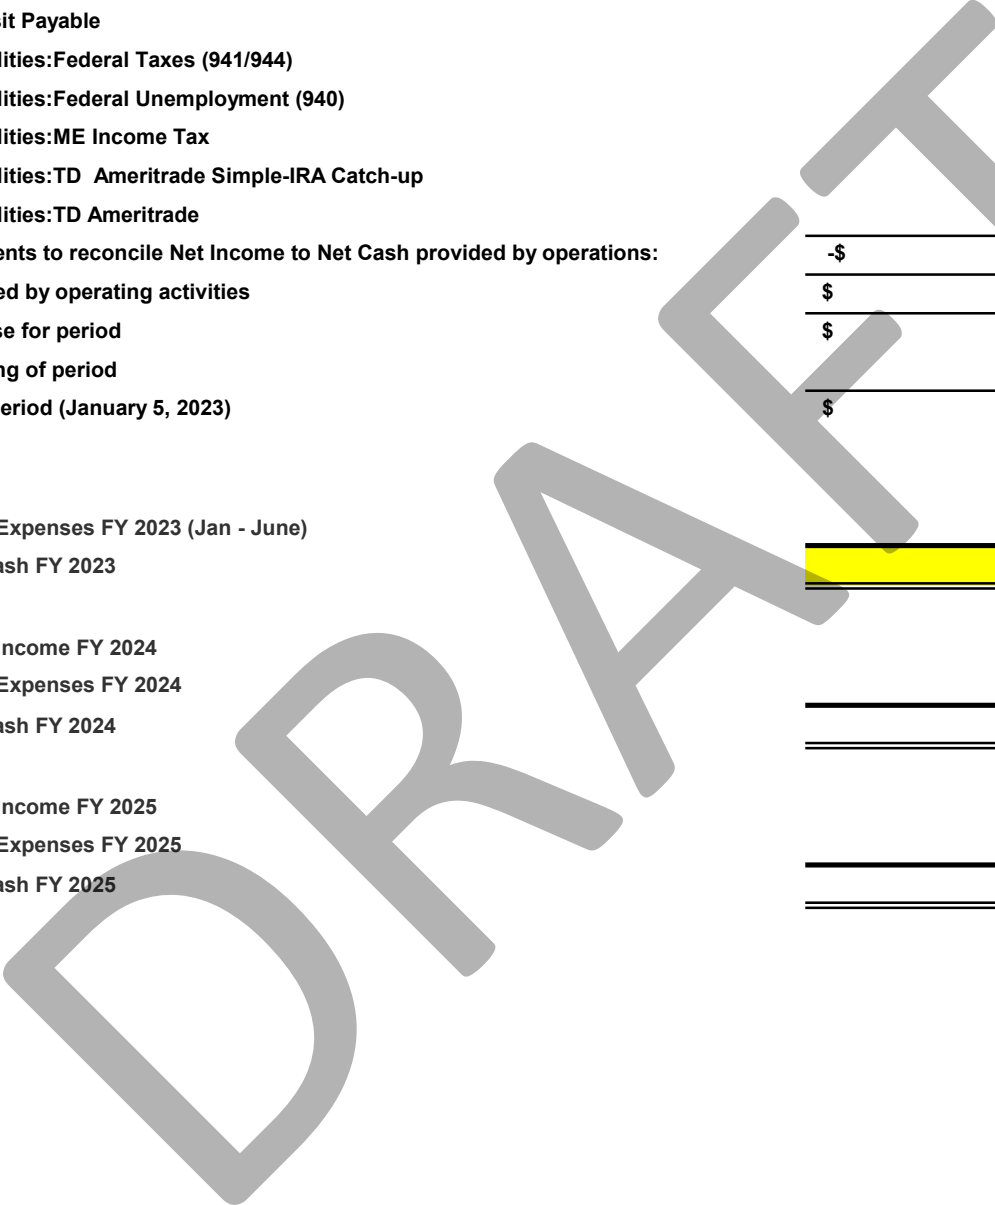 sit Payable
lities:Federal Taxes (941/944)
lities:Federal Unemployment (940)
lities:ME Income Tax
lities:TD  Ameritrade Simple-IRA Catch-up
lities:TD Ameritrade
ents to reconcile Net Income to Net Cash provided by operations: -$
ed by operating activities $
se for period $
ng of period
eriod (January 5, 2023) $
Expenses FY 2023 (Jan - June)
ash FY 2023
ncome FY 2024
Expenses FY 2024
ash FY 2024
ncome FY 2025
Expenses FY 2025
ash FY 2025
DRAFT